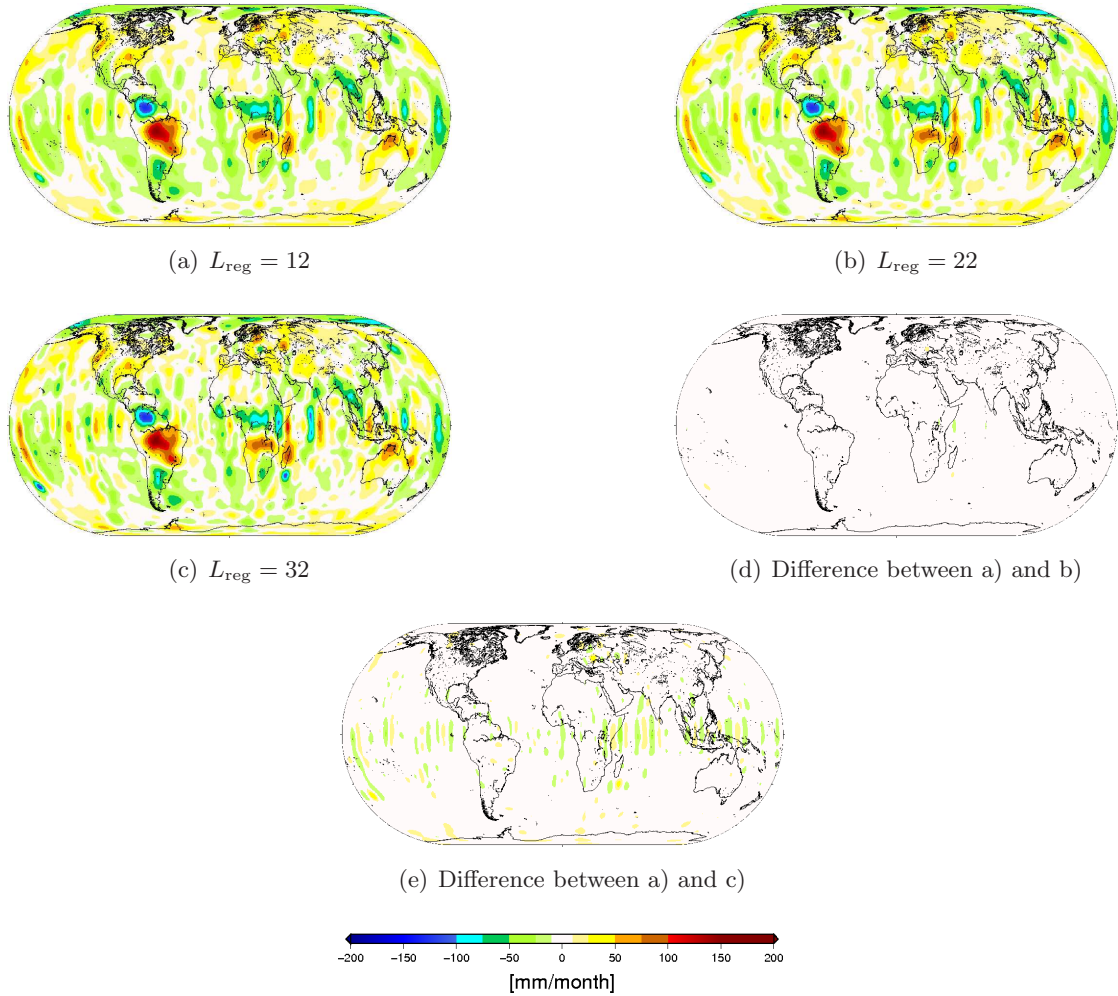 (a) L_reg = 12
(b) L_reg = 22
(c) L_reg = 32
(d) Difference between a) and b)
(e) Difference between a) and c)
−200 −150 −100 −50 0 50 100 150 200
[mm/month]